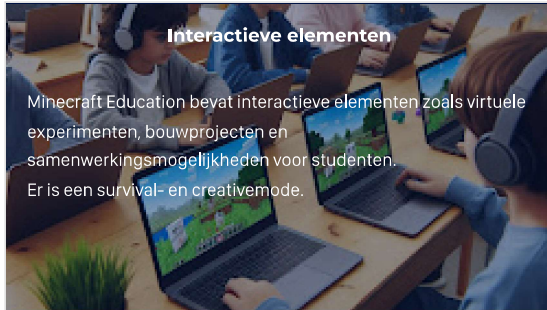 Interactieve elementen
Minecraft Education bevat interactieve elementen zoals virtuele
experimenten, bouwprojecten en
samenwerkingsmogelijkheden voor studenten.
Er is een survival- en creativemode.